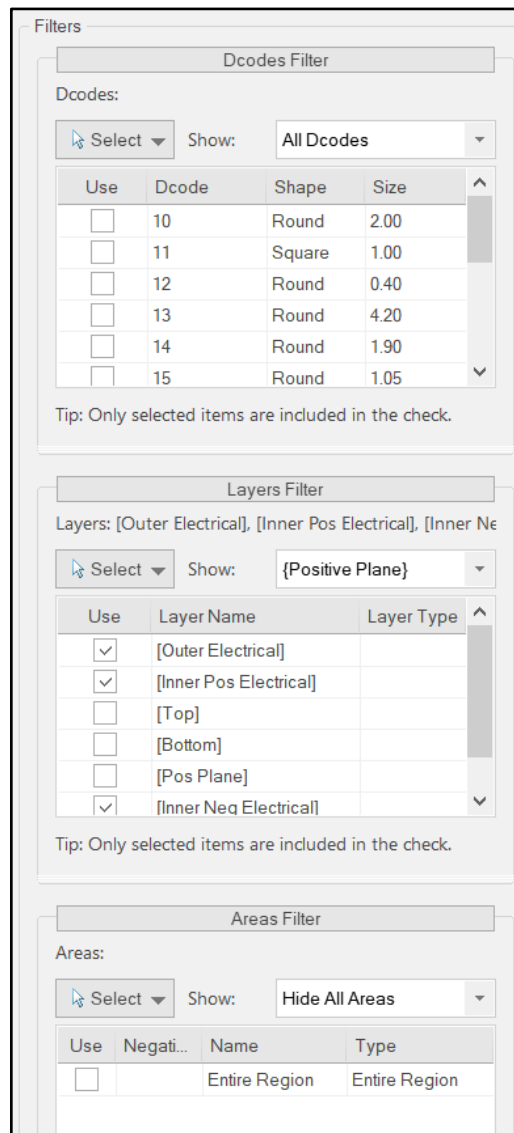 Filters
Dcodes Filter
Dcodes:
Select Show: All Dcodes
Use Dcode Shape Size
10 Round 2.00
11 Square 1.00
12 Round 0.40
13 Round 4.20
14 Round 1.90
15 Round 1.05
Tip: Only selected items are included in the check.
Layers Filter
Layers: [Outer Electrical], [Inner Pos Electrical], [Inner Ne
Select Show: {Positive Plane}
Use Layer Name Layer Type
[Outer Electrical]
[Inner Pos Electrical]
[Top]
[Bottom]
[Pos Plane]
[Inner Neg Electrical]
Tip: Only selected items are included in the check.
Areas Filter
Areas:
Select Show: Hide All Areas
Use Negati... Name Type
Entire Region Entire Region